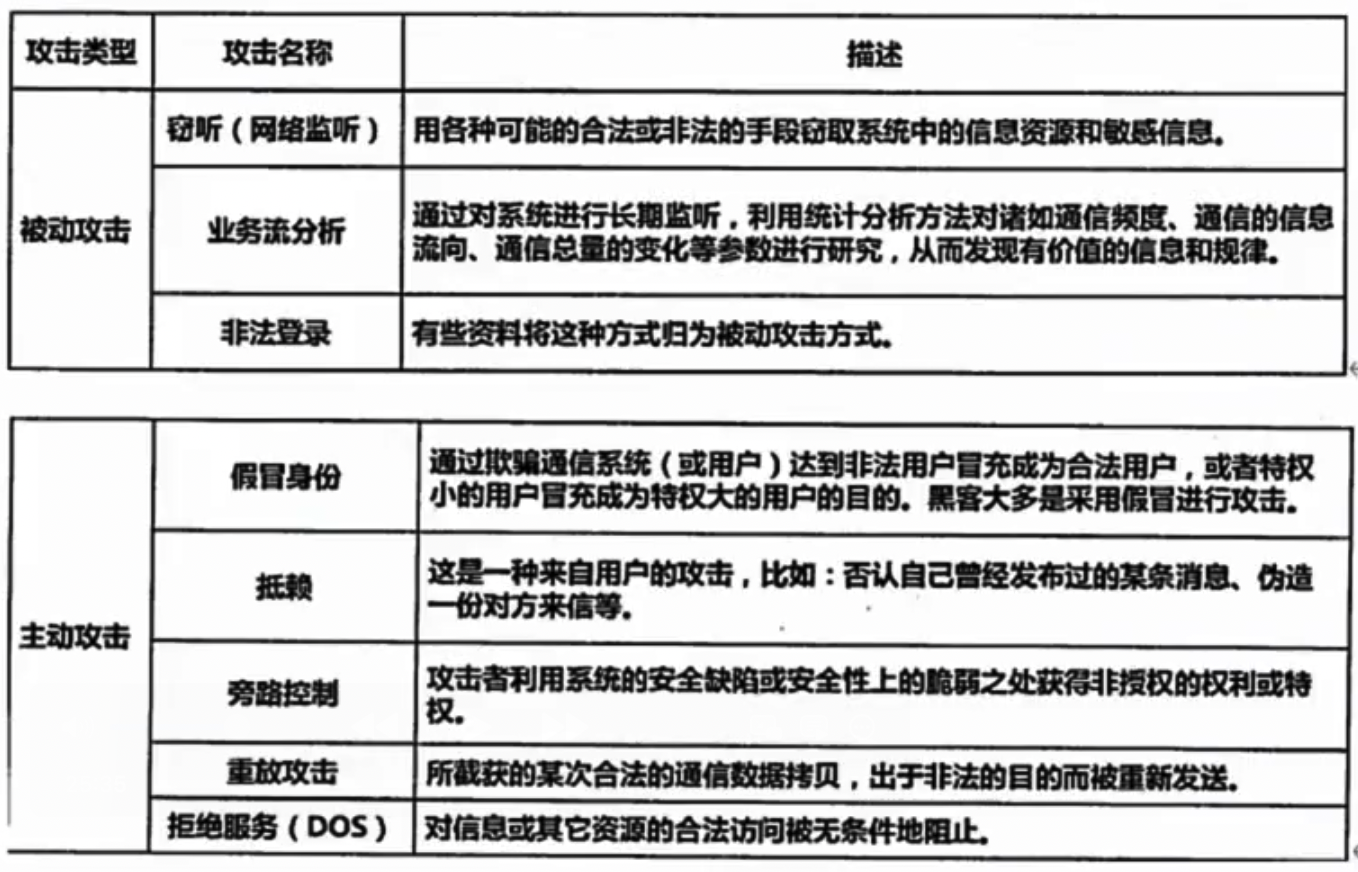 攻击类型 攻击名称 描述
窃听（网络监听） 用各种可能的合法或非法的手段窃取系统中的信息资源和敏感信息。
被动攻击 业务流分析 通过对系统进行长期监听，利用统计分析方法对诸如通信频度、通信的信息
流向、通信总量的变化等参数进行研究，从而发现有价值的信息和规律。
非法登录 有些资料将这种方式归为被动攻击方式。
假冒身份 通过欺骗通信系统（或用户）达到非法用户冒充成为合法用户，或者特权
小的用户冒充成为特权大的用户的目的。黑客大多是采用假冒进行攻击。
主动攻击 抵赖 这是一种来自用户的攻击，比如：否认自己曾经发布过的某条消息、伪造
一份对方来信等。
旁路控制 攻击者利用系统的安全缺陷或安全性上的脆弱之处获得非授权的权利或特
权。
重放攻击 所截获的某次合法的通信数据拷贝，出于非法的目的而被重新发送。
拒绝服务（DOS） 对信息或其它资源的合法访问被无条件地阻止。